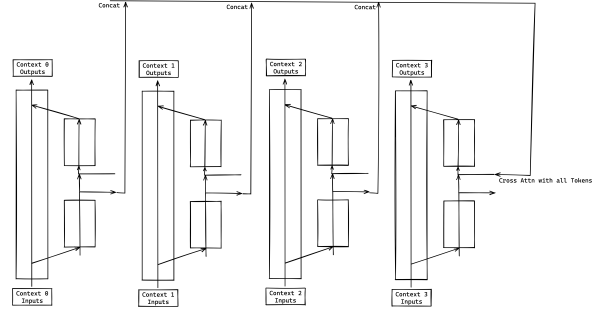 Concat
Concat
Concat
Context 0
Outputs
Context 1
Outputs
Context 2
Outputs
Context 3
Outputs
Cross Attn with all Tokens
Context 0
Inputs
Context 1
Inputs
Context 2
Inputs
Context 3
Inputs